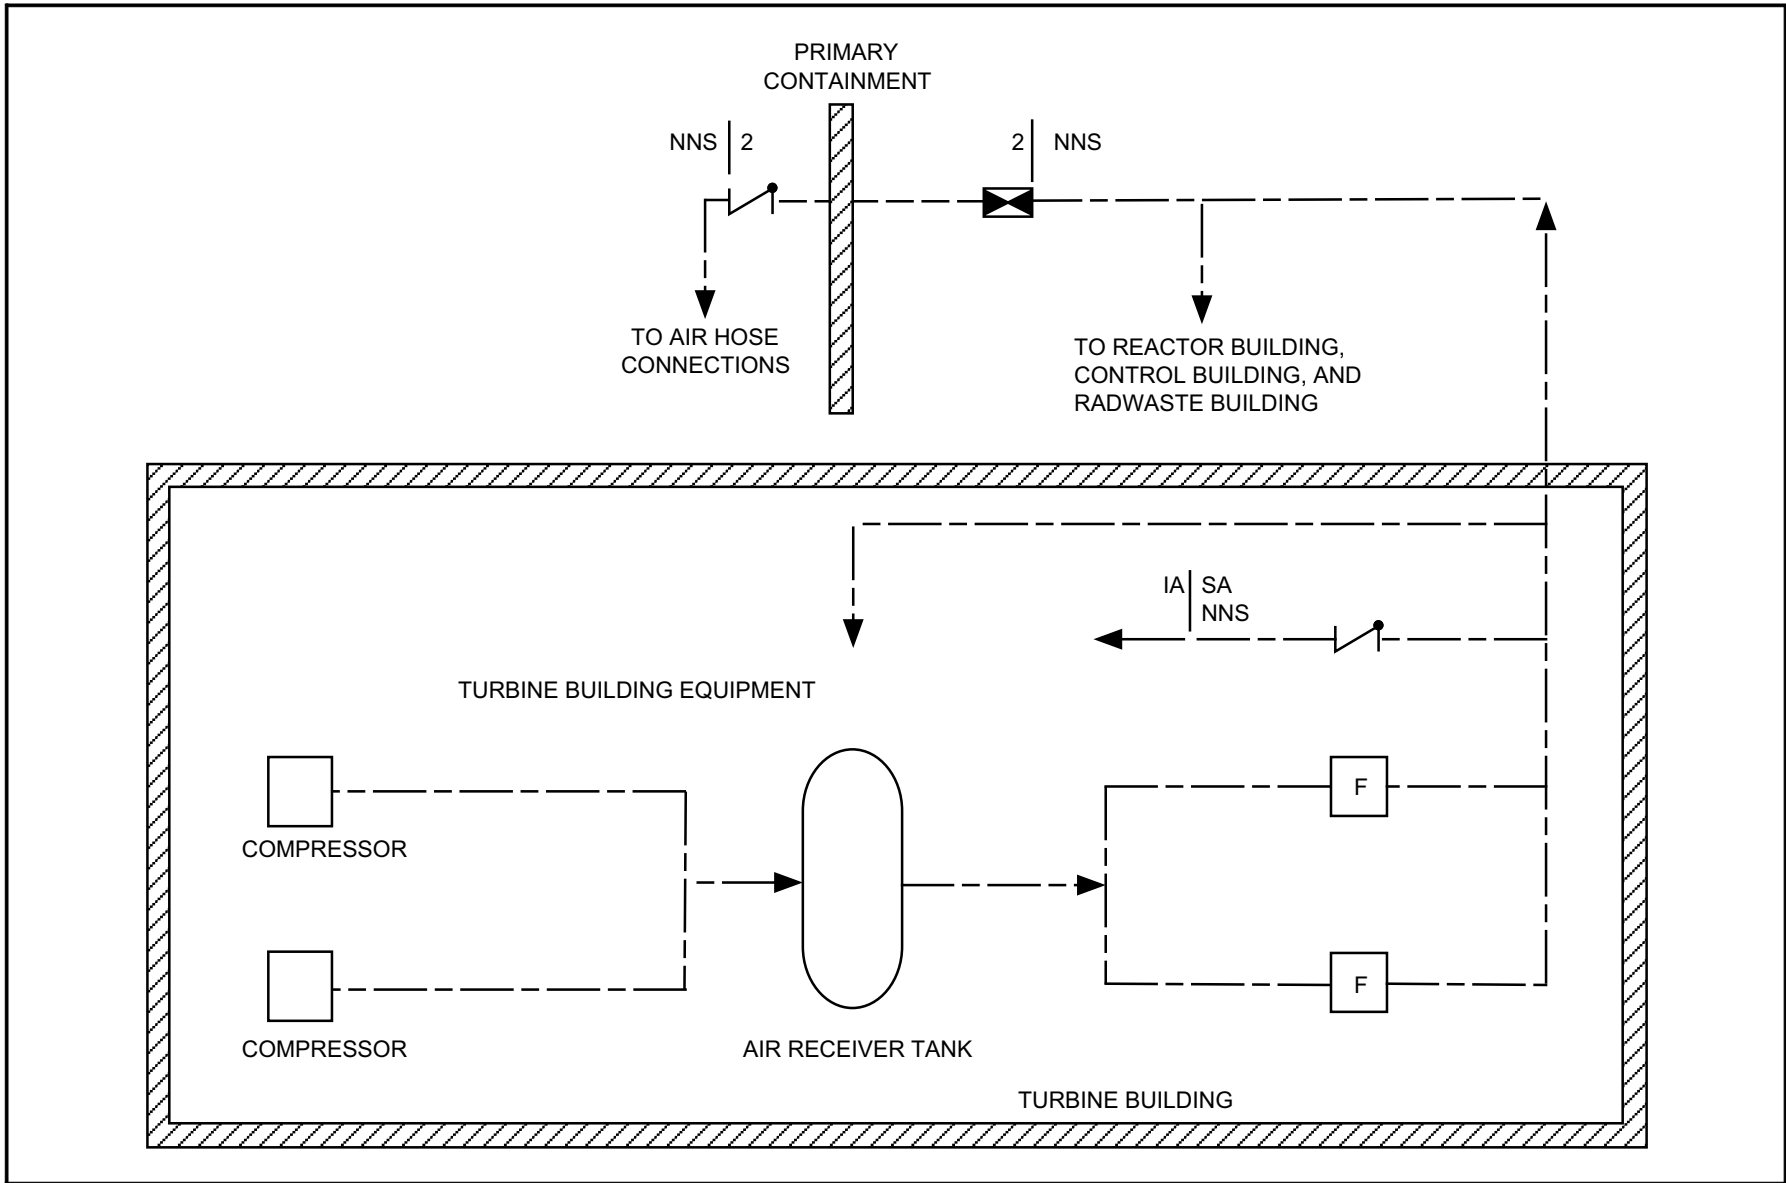 PRIMARY
CONTAINMENT
NNS 2
2 NNS
TO AIR HOSE
CONNECTIONS
TO REACTOR BUILDING,
CONTROL BUILDING, AND
RADWASTE BUILDING
IA SA
NNS
TURBINE BUILDING EQUIPMENT
F
COMPRESSOR
F
COMPRESSOR
AIR RECEIVER TANK
TURBINE BUILDING